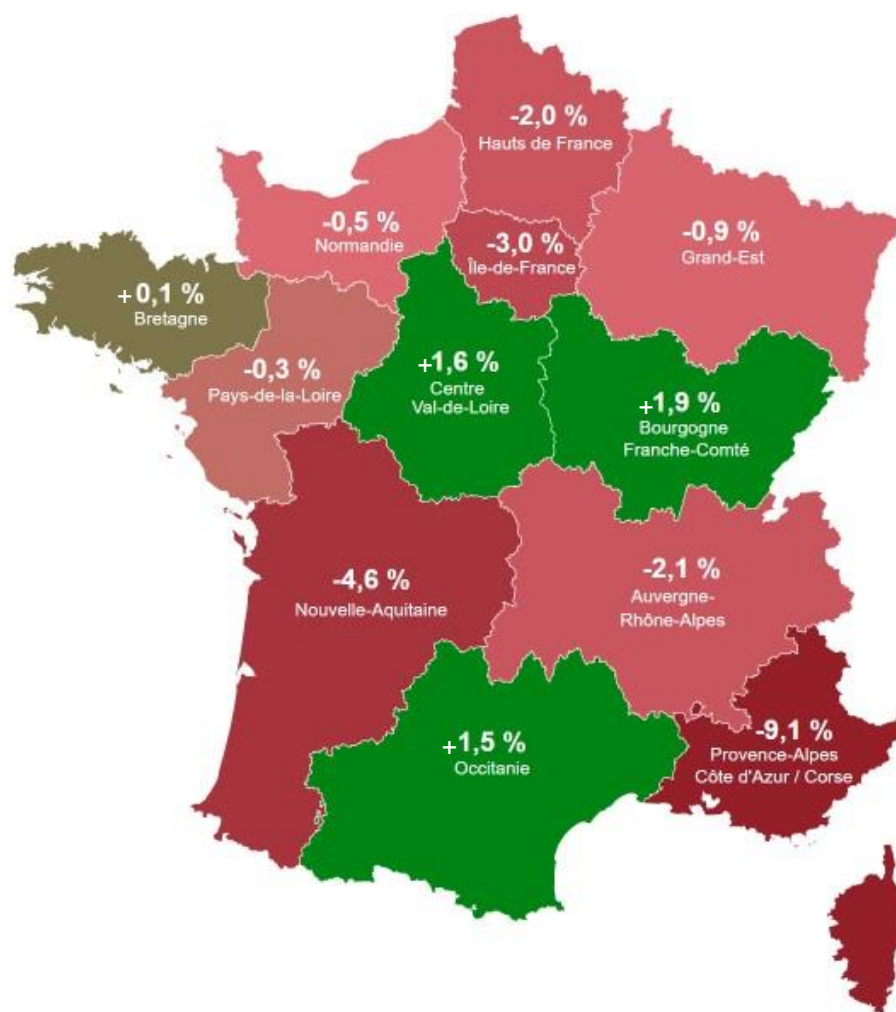 -2,0 %
Hauts de France
-0,5 %
Normandie
-3,0 %
Île-de-France
-0,9 %
Grand-Est
+0,1 %
Bretagne
-0,3 %
Pays-de-la-Loire
+1,6 %
Centre
Val-de-Loire
+1,9 %
Bourgogne
Franche-Comté
-4,6 %
Nouvelle-Aquitaine
-2,1 %
Auvergne-
Rhône-Alpes
+1,5 %
Occitanie
-9,1 %
Provence-Alpes
Côte d'Azur / Corse